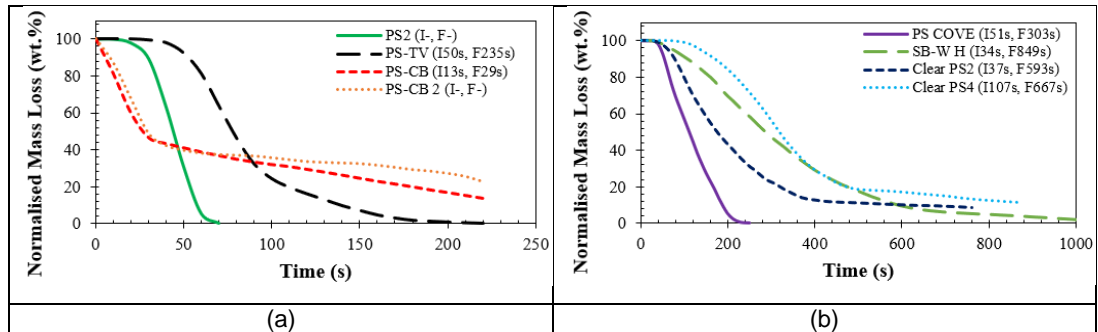 Normalised Mass Loss (wt.%)
100
80
60
40
20
0
0
50
100
150
200
250
Time (s)
PS2 (I-, F-)
PS-TV (I50s, F235s)
PS-CB (I13s, F29s)
PS-CB 2 (I-, F-)
(a)
Normalised Mass Loss (wt.%)
100
80
60
40
20
0
0
200
400
600
800
1000
Time (s)
PS COVE (I51s, F303s)
SB-W H (I34s, F849s)
Clear PS2 (I37s, F593s)
Clear PS4 (I107s, F667s)
(b)